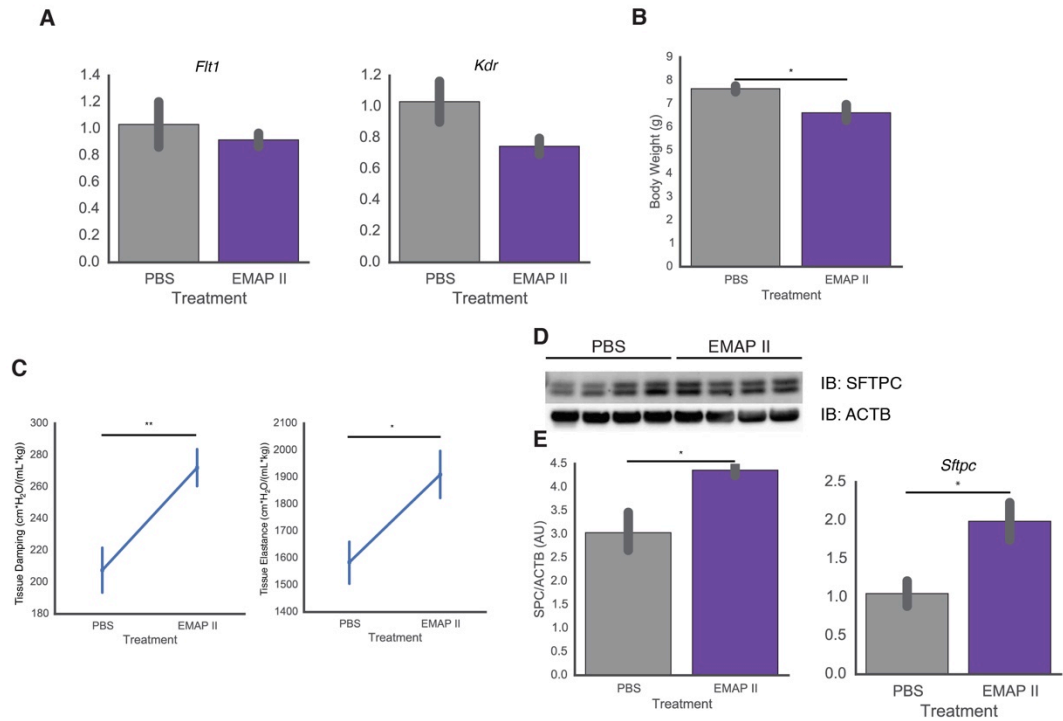 A
Flt1
1.4
1.2
1.0
0.8
0.6
0.4
0.2
0.0
PBS
EMAP II
Treatment
Kdr
1.2
1.0
0.8
0.6
0.4
0.2
0.0
PBS
EMAP II
Treatment
B
9
8
7
6
5
4
3
2
1
0
Body Weight (g)
*
PBS
EMAP II
Treatment
C
300
280
260
240
220
200
180
Tissue Damping (cm*H2O/(mL*kg))
**
PBS
EMAP II
Treatment
2100
2000
1900
1800
1700
1600
1500
1400
Tissue Elastance (cm*H2O/(mL*kg))
*
PBS
EMAP II
Treatment
D
PBS
EMAP II
IB: SFTPC
IB: ACTB
E
4.5
4.0
3.5
3.0
2.5
2.0
1.5
1.0
0.5
0.0
SPC/ACTB (AU)
*
PBS
EMAP II
Treatment
Sftpc
*
2.5
2.0
1.5
1.0
0.5
0.0
PBS
EMAP II
Treatment